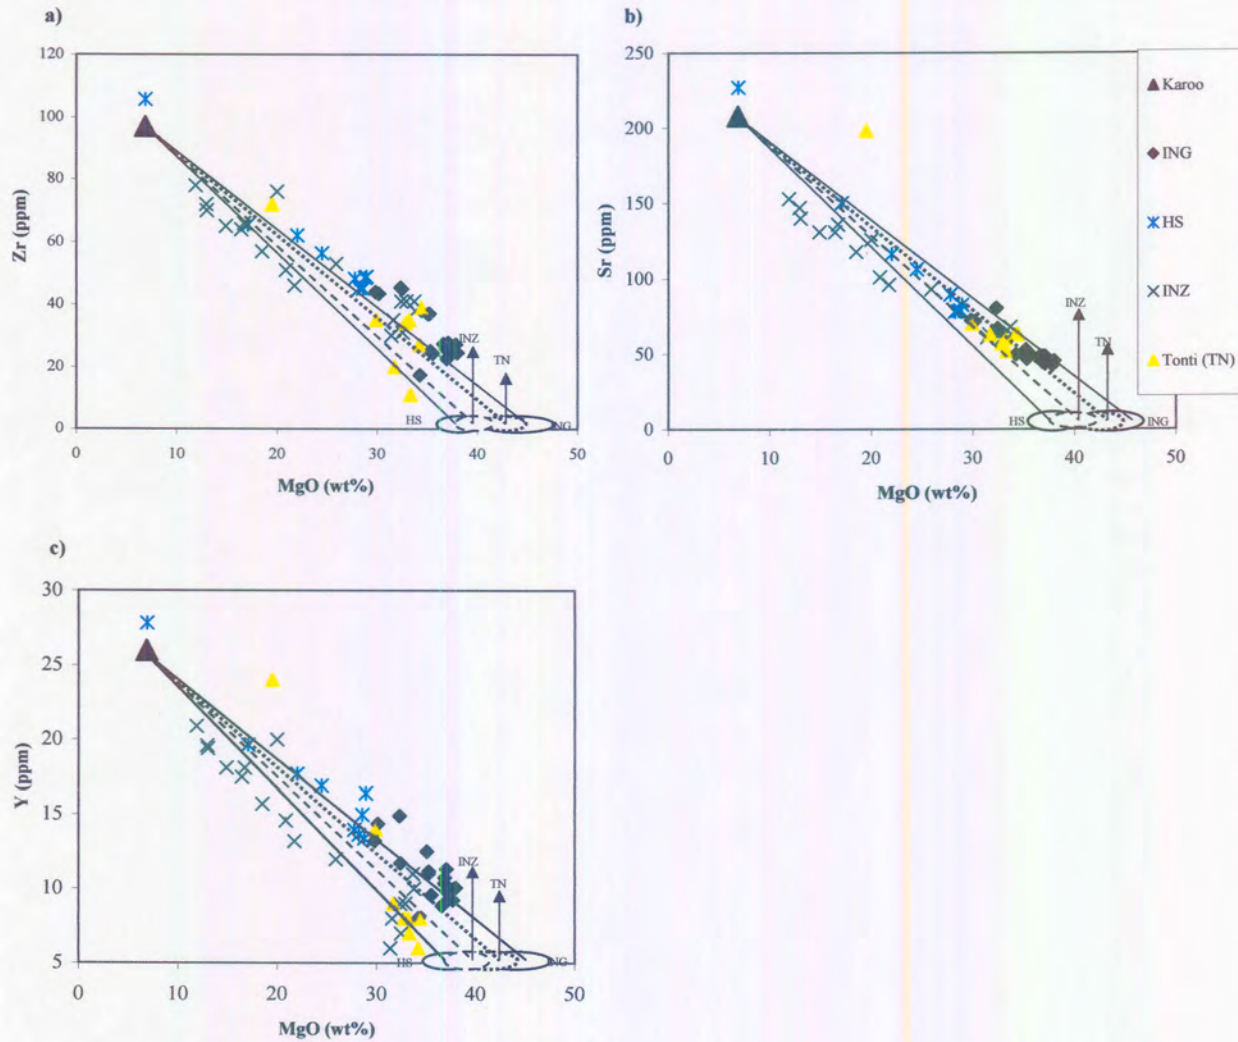 a)
120
100
80
60
40
20
0
Zr (ppm)
INZ
TN
HS
ING
0
10
20
30
40
50
MgO (wt%)
b)
250
200
150
100
50
0
Sr (ppm)
INZ
TN
HS
ING
0
10
20
30
40
50
MgO (wt%)
Karoo
ING
HS
INZ
Tonti (TN)
c)
30
25
20
15
10
5
Y (ppm)
INZ
TN
HS
ING
0
10
20
30
40
50
MgO (wt%)